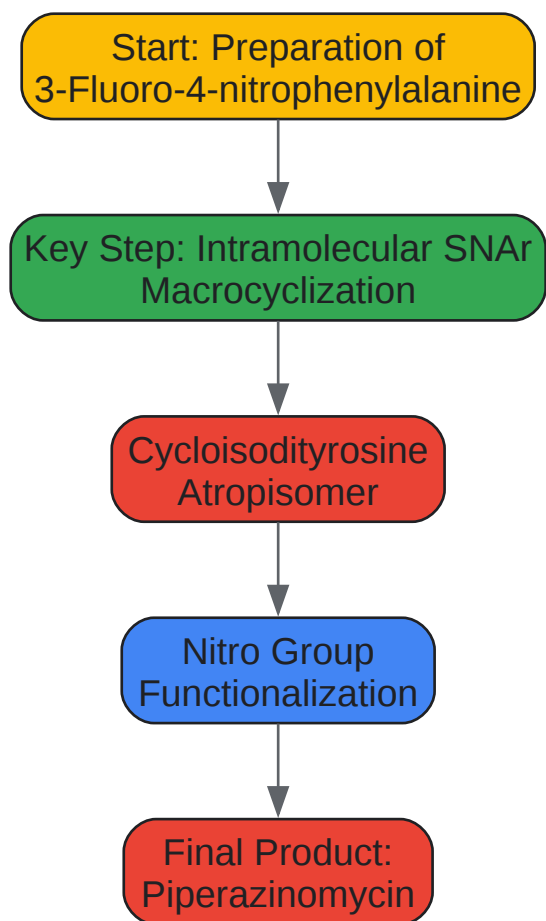 Start: Preparation of
3-Fluoro-4-nitrophenylalanine
Key Step: Intramolecular SNAr
Macrocyclization
Cycloisodityrosine
Atropisomer
Nitro Group
Functionalization
Final Product:
Piperazinomycin